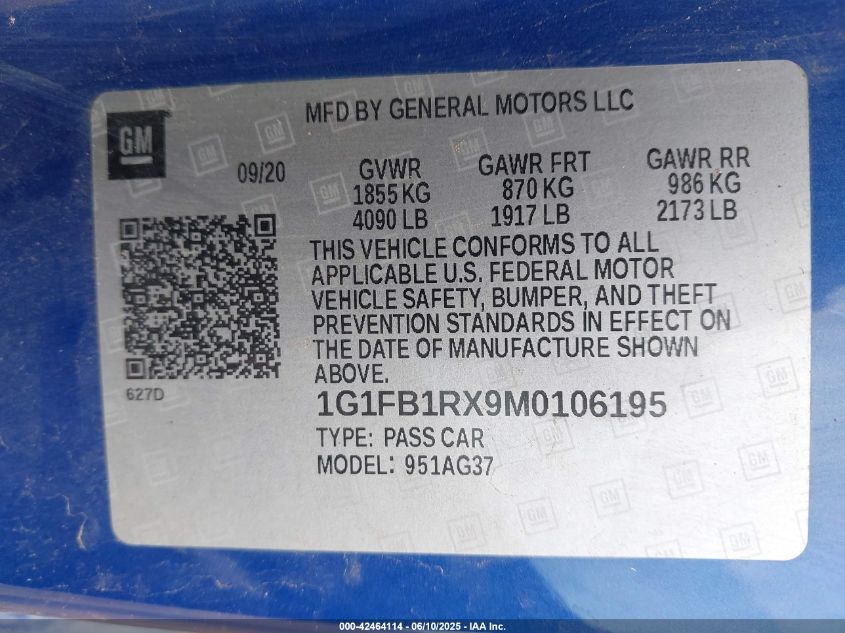 MFD BY GENERAL MOTORS LLC
GM
09/20
GVWR GAWR FRT GAWR RR
1855 KG 870 KG 986 KG
4090 LB 1917 LB 2173 LB
THIS VEHICLE CONFORMS TO ALL
APPLICABLE U.S. FEDERAL MOTOR
VEHICLE SAFETY, BUMPER, AND THEFT
PREVENTION STANDARDS IN EFFECT ON
THE DATE OF MANUFACTURE SHOWN
ABOVE.
627D
1G1FB1RX9M0106195
TYPE: PASS CAR
MODEL: 951AG37
000-42464114 - 06/10/2025 - IAA Inc.